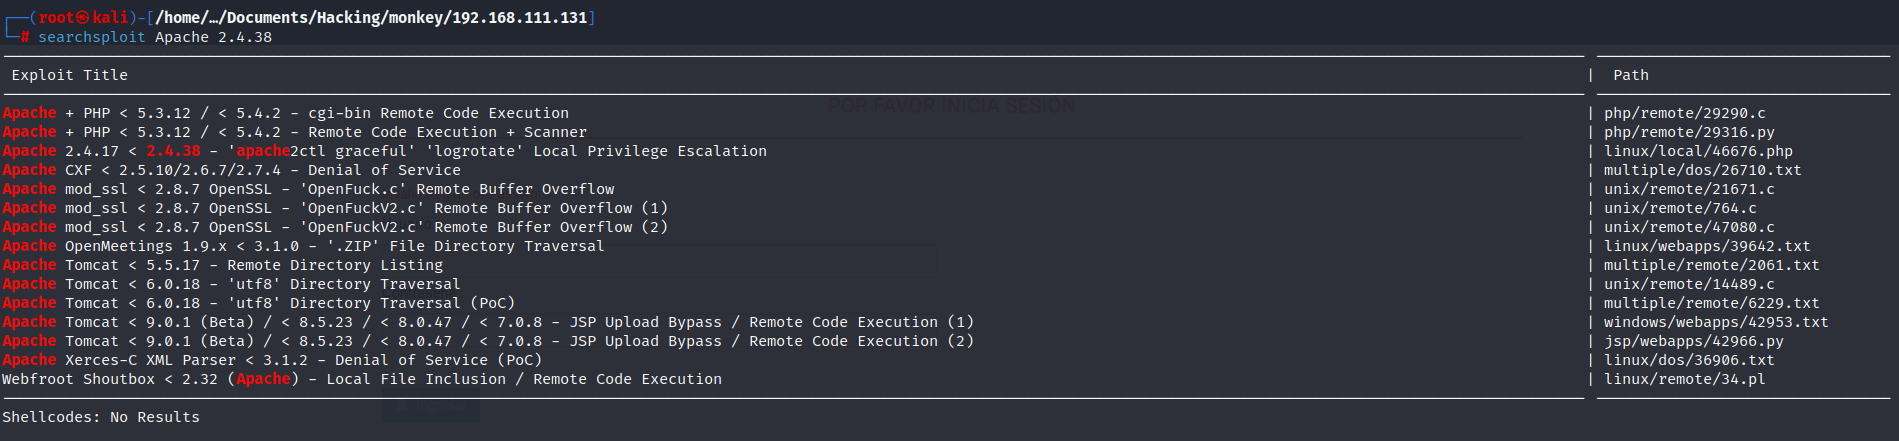 ┌──(root㉿kali)-[/home/…/Documents/Hacking/monkey/192.168.111.131]
└─# searchsploit Apache 2.4.38
Exploit Title | Path
Apache + PHP < 5.3.12 / < 5.4.2 - cgi-bin Remote Code Execution | php/remote/29290.c
Apache + PHP < 5.3.12 / < 5.4.2 - Remote Code Execution + Scanner | php/remote/29316.py
Apache 2.4.17 < 2.4.38 - 'apache2ctl graceful' 'logrotate' Local Privilege Escalation | linux/local/46676.php
Apache CXF < 2.5.10/2.6.7/2.7.4 - Denial of Service | multiple/dos/26710.txt
Apache mod_ssl < 2.8.7 OpenSSL - 'OpenFuck.c' Remote Buffer Overflow | unix/remote/21671.c
Apache mod_ssl < 2.8.7 OpenSSL - 'OpenFuckV2.c' Remote Buffer Overflow (1) | unix/remote/764.c
Apache mod_ssl < 2.8.7 OpenSSL - 'OpenFuckV2.c' Remote Buffer Overflow (2) | unix/remote/47080.c
Apache OpenMeetings 1.9.x < 3.1.0 - '.ZIP' File Directory Traversal | linux/webapps/39642.txt
Apache Tomcat < 5.5.17 - Remote Directory Listing | multiple/remote/2061.txt
Apache Tomcat < 6.0.18 - 'utf8' Directory Traversal | unix/remote/14489.c
Apache Tomcat < 6.0.18 - 'utf8' Directory Traversal (PoC) | multiple/remote/6229.txt
Apache Tomcat < 9.0.1 (Beta) / < 8.5.23 / < 8.0.47 / < 7.0.8 - JSP Upload Bypass / Remote Code Execution (1) | windows/webapps/42953.txt
Apache Tomcat < 9.0.1 (Beta) / < 8.5.23 / < 8.0.47 / < 7.0.8 - JSP Upload Bypass / Remote Code Execution (2) | jsp/webapps/42966.py
Apache Xerces-C XML Parser < 3.1.2 - Denial of Service (PoC) | linux/dos/36906.txt
Webfroot Shoutbox < 2.32 (Apache) - Local File Inclusion / Remote Code Execution | linux/remote/34.pl
Shellcodes: No Results
POR FAVOR INICIA SESIÓN